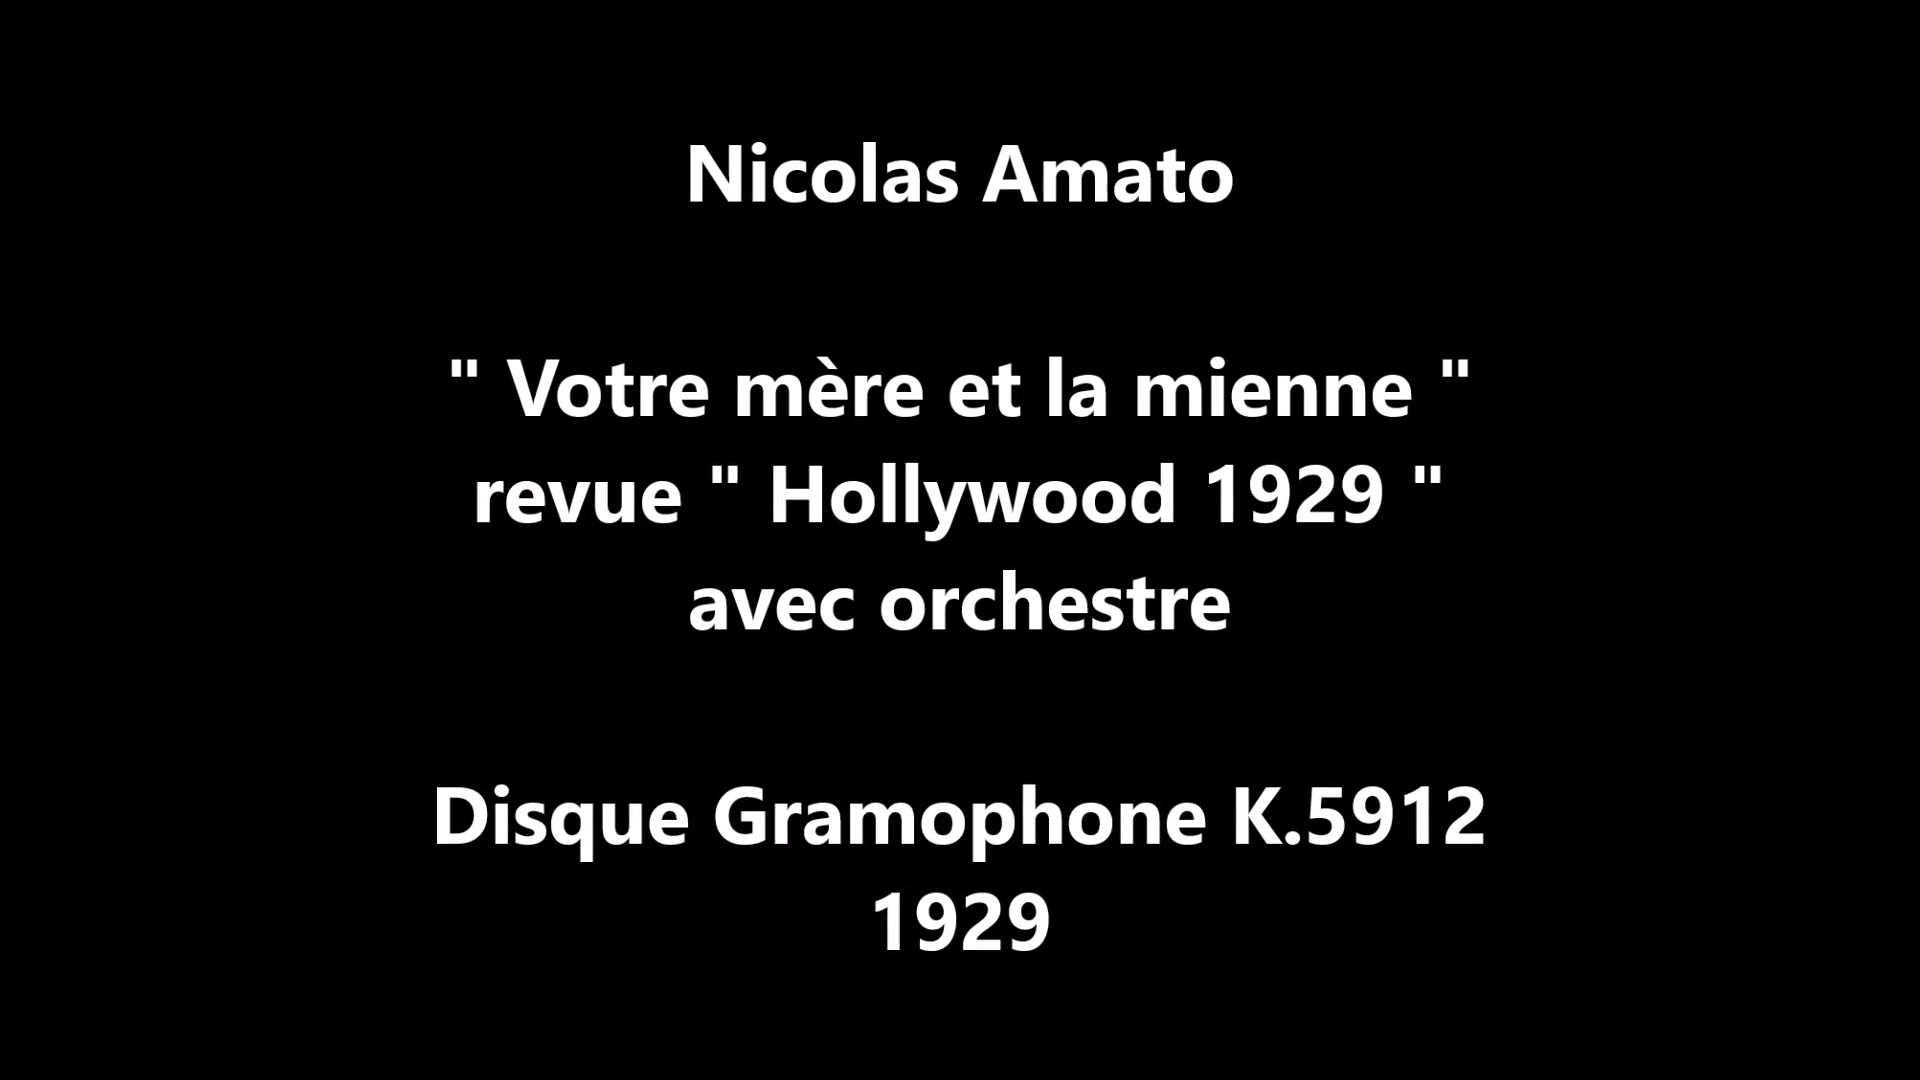 Nicolas Amato
" Votre mère et la mienne "
revue " Hollywood 1929 "
avec orchestre
Disque Gramophone K.5912
1929